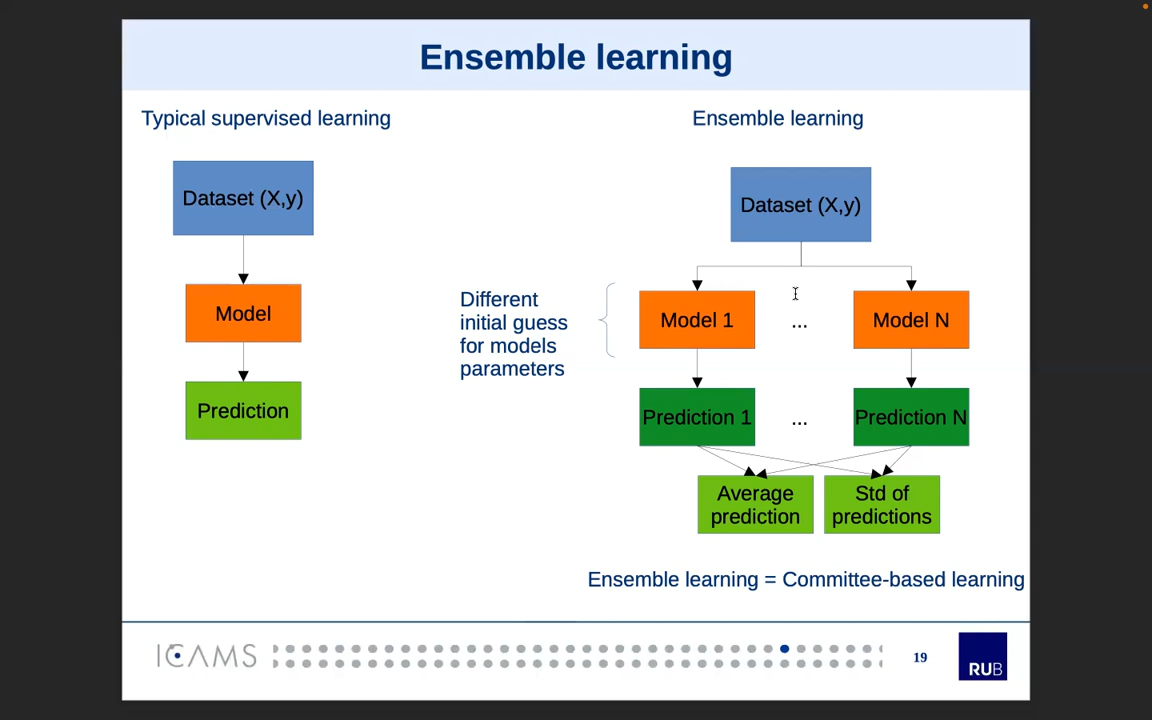 Ensemble learning
Typical supervised learning
Dataset (X,y)
Model
Prediction
Ensemble learning
Dataset (X,y)
Different
initial guess
for models
parameters
Model 1
...
Model N
Prediction 1
...
Prediction N
Average
prediction
Std of
predictions
Ensemble learning = Committee-based learning
ICAMS
19
RUB